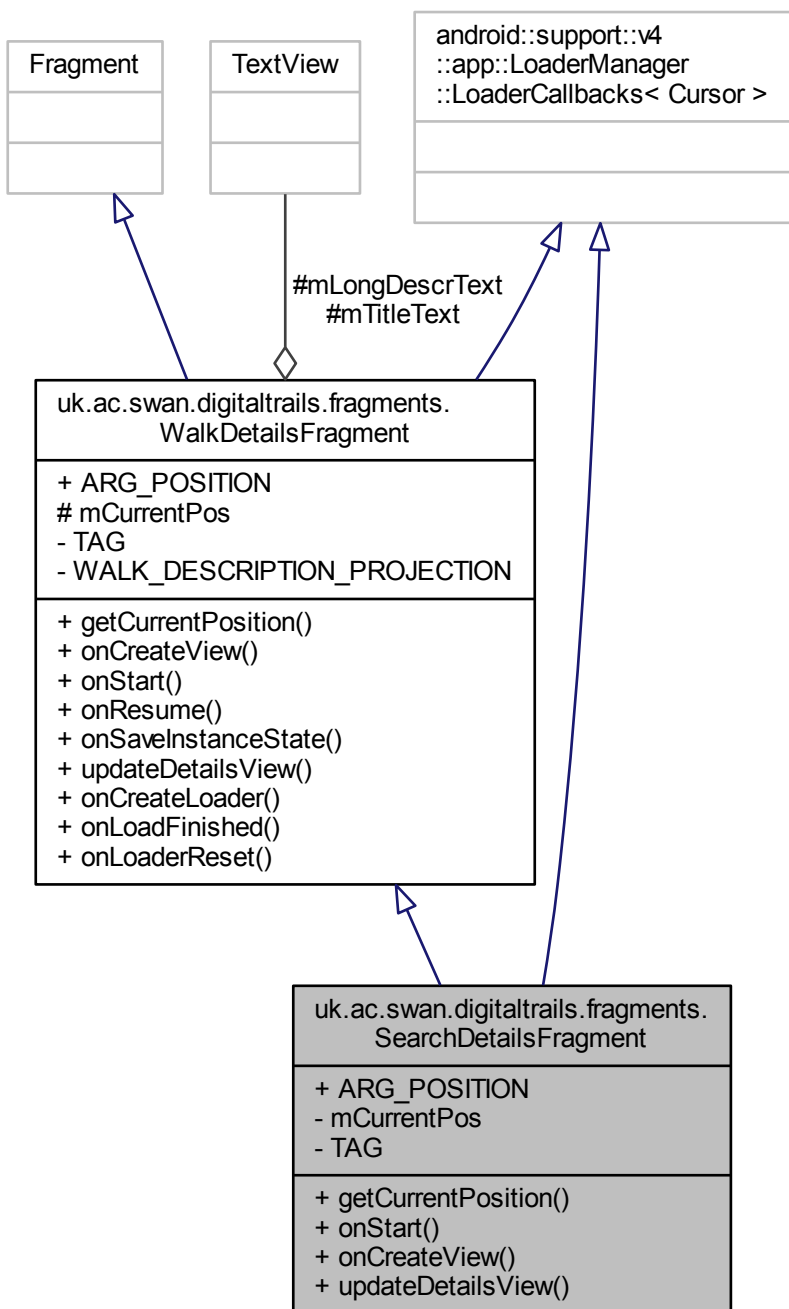 Fragment
TextView
android::support::v4
::app::LoaderManager
::LoaderCallbacks< Cursor >
#mLongDescrText
#mTitleText
uk.ac.swan.digitaltrails.fragments.
WalkDetailsFragment
+ ARG_POSITION
# mCurrentPos
- TAG
- WALK_DESCRIPTION_PROJECTION
+ getCurrentPosition()
+ onCreateView()
+ onStart()
+ onResume()
+ onSaveInstanceState()
+ updateDetailsView()
+ onCreateLoader()
+ onLoadFinished()
+ onLoaderReset()
uk.ac.swan.digitaltrails.fragments.
SearchDetailsFragment
+ ARG_POSITION
- mCurrentPos
- TAG
+ getCurrentPosition()
+ onStart()
+ onCreateView()
+ updateDetailsView()